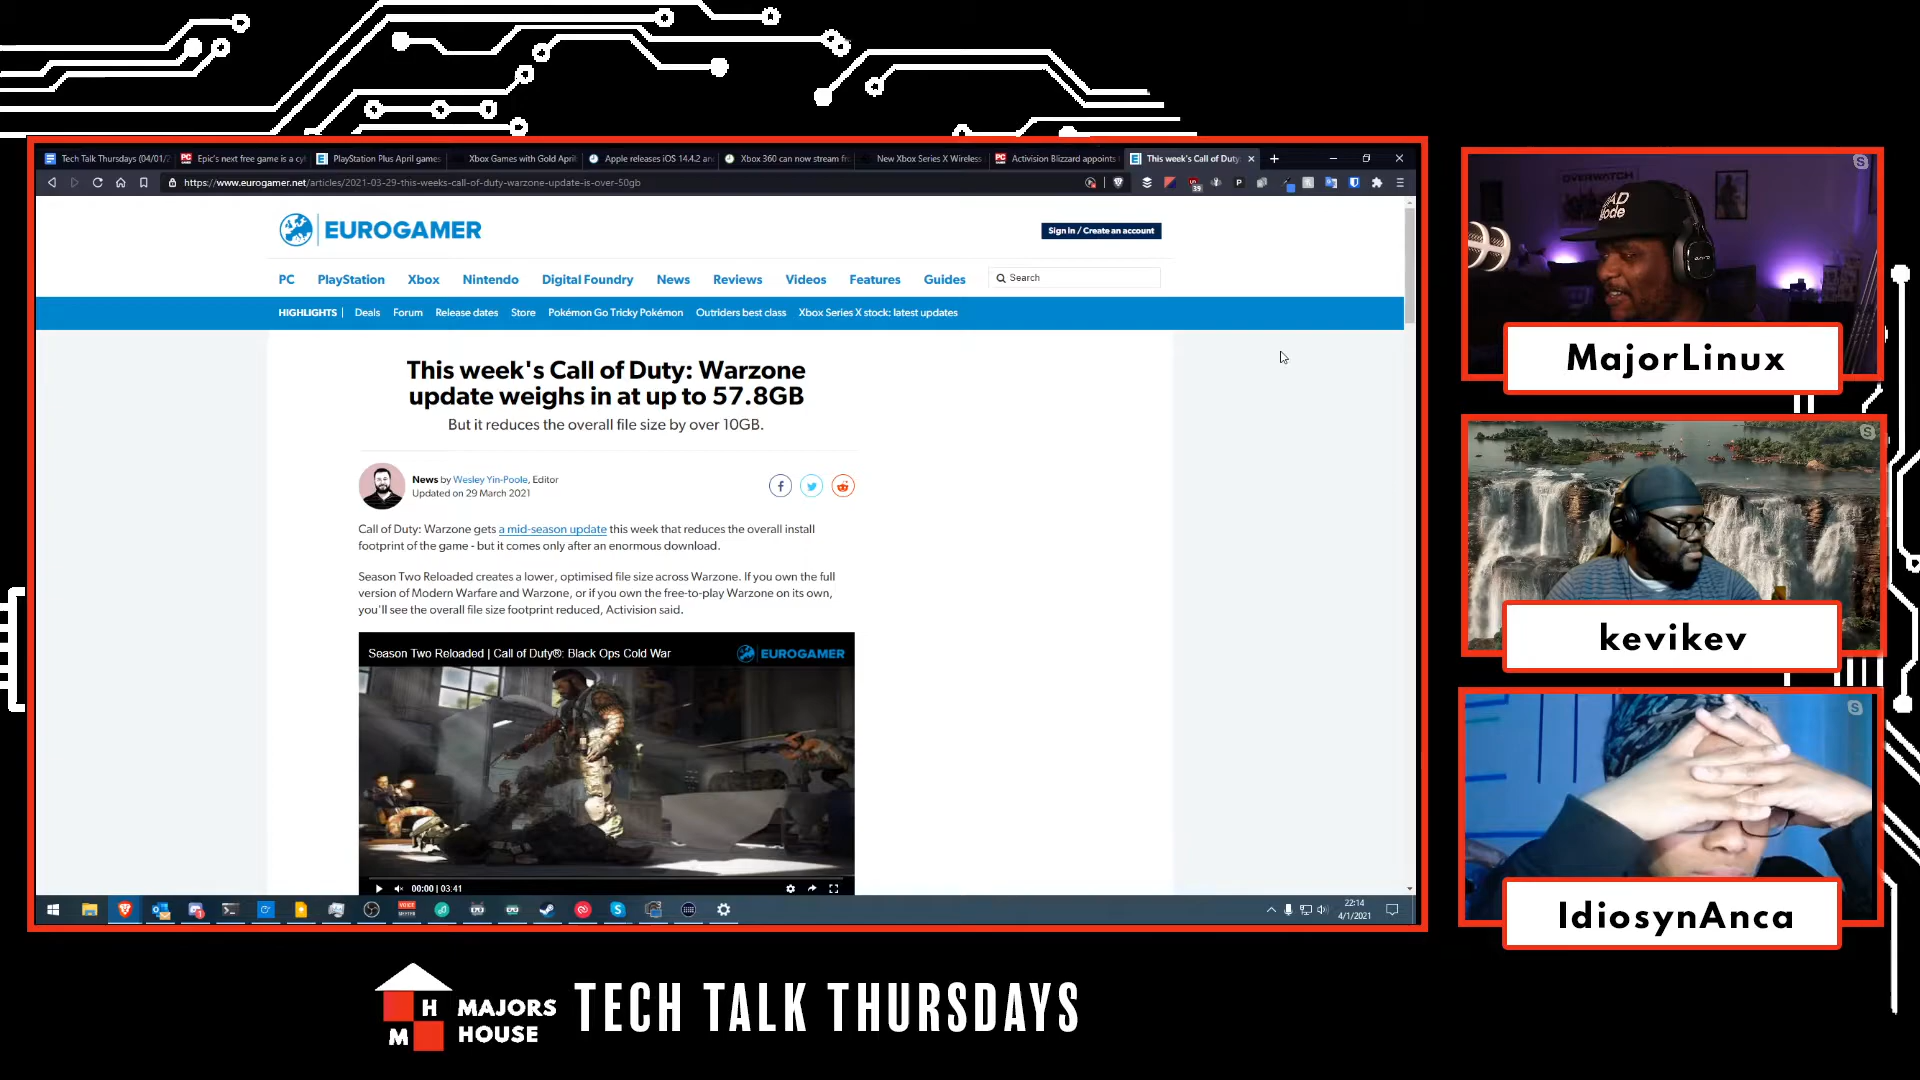 Tech Talk Thursdays (04/01/2
Epic's next free game is a cy
PlayStation Plus April games
Xbox Games with Gold April
Apple releases iOS 14.4.2 an
Xbox 360 can now stream fr
New Xbox Series X Wireless
Activision Blizzard appoints
This week's Call of Duty:
https://www.eurogamer.net/articles/2021-03-29-this-weeks-call-of-duty-warzone-update-is-over-50gb
39
EUROGAMER
Sign in / Create an account
PC PlayStation Xbox Nintendo Digital Foundry News Reviews Videos Features Guides Search
HIGHLIGHTS | Deals Forum Release dates Store Pokémon Go Tricky Pokémon Outriders best class Xbox Series X stock: latest updates
This week's Call of Duty: Warzone
update weighs in at up to 57.8GB
But it reduces the overall file size by over 10GB.
News by Wesley Yin-Poole, Editor
Updated on 29 March 2021
Call of Duty: Warzone gets a mid-season update this week that reduces the overall install
footprint of the game - but it comes only after an enormous download.
Season Two Reloaded creates a lower, optimised file size across Warzone. If you own the full
version of Modern Warfare and Warzone, or if you own the free-to-play Warzone on its own,
you'll see the overall file size footprint reduced, Activision said.
Season Two Reloaded | Call of Duty®: Black Ops Cold War
EUROGAMER
00:00 | 03:41
22:14
4/1/2021
OVERWATCH
MajorLinux
kevikev
IdiosynAnca
H
M
MAJORS
HOUSE
TECH TALK THURSDAYS